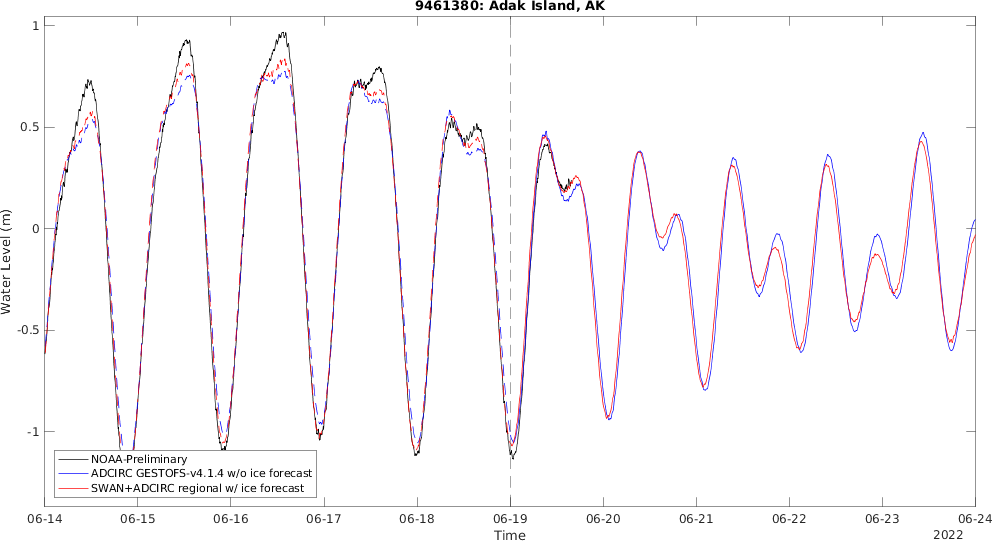 9461380: Adak Island, AK
1
0.5
0
-0.5
-1
Water Level (m)
NOAA-Preliminary
ADCIRC GESTOFS-v4.1.4 w/o ice forecast
SWAN+ADCIRC regional w/ ice forecast
06-14 06-15 06-16 06-17 06-18 06-19 06-20 06-21 06-22 06-23 06-24
Time
2022